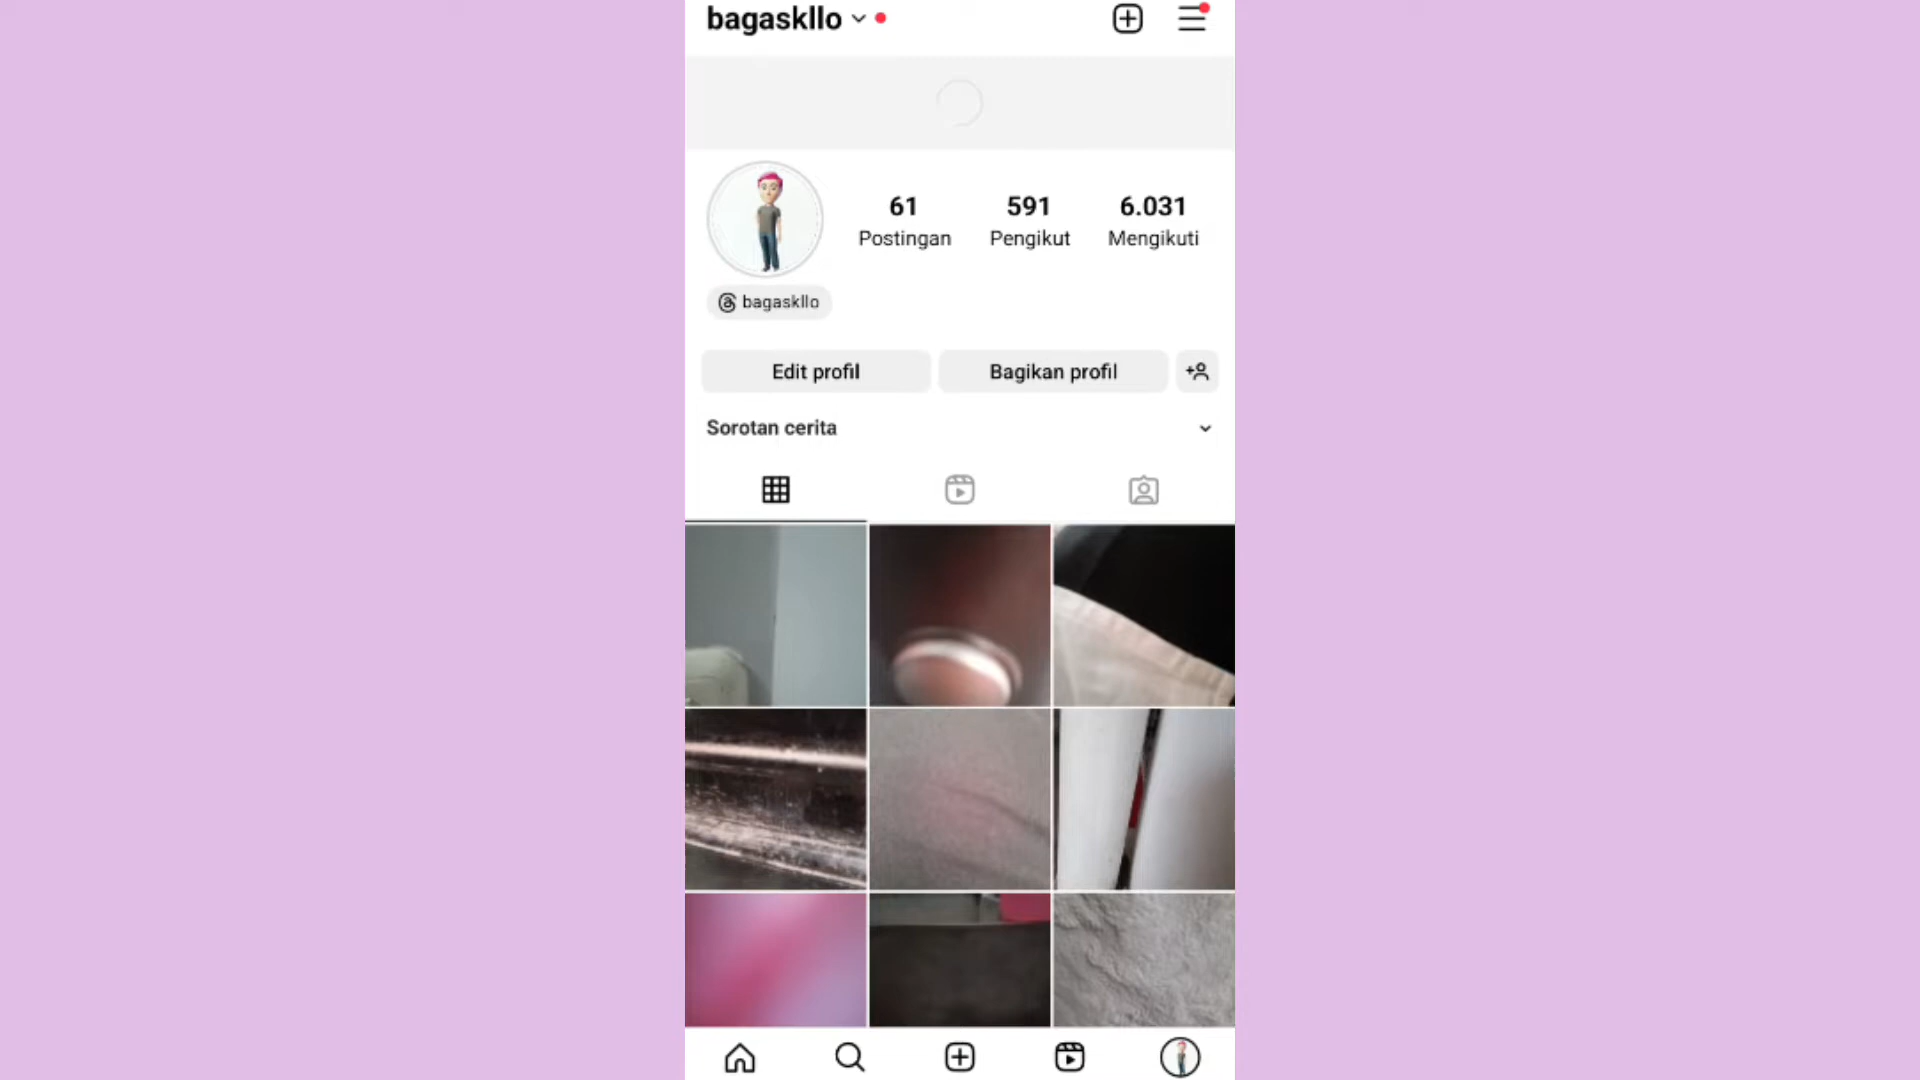 bagaskllo
61 591 6.031
Postingan Pengikut Mengikuti
bagaskllo
Edit profil Bagikan profil
Sorotan cerita